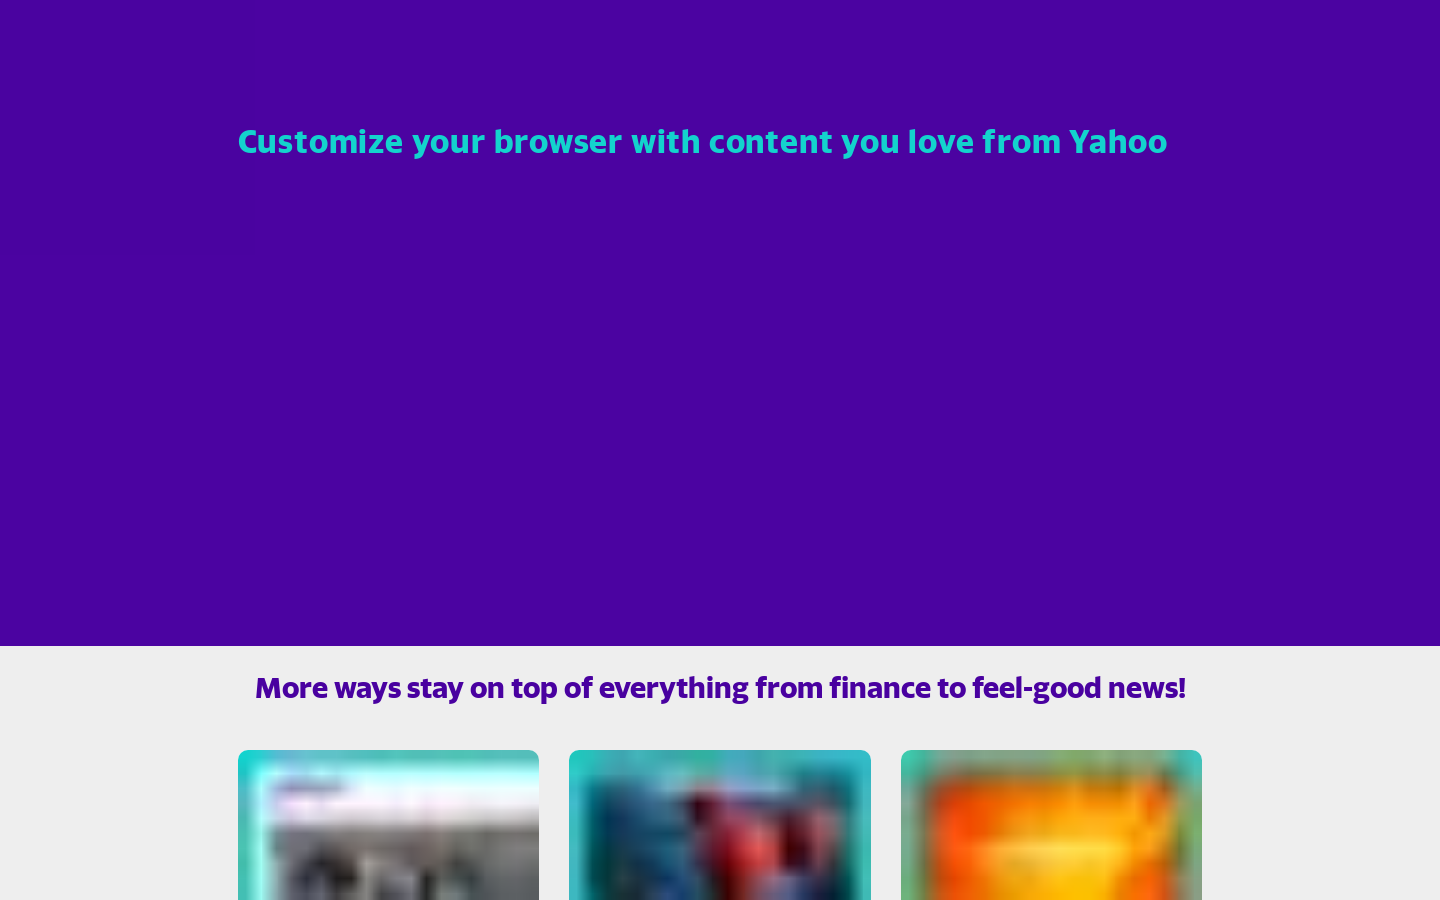 Customize your browser with content you love from Yahoo
More ways stay on top of everything from finance to feel-good news!